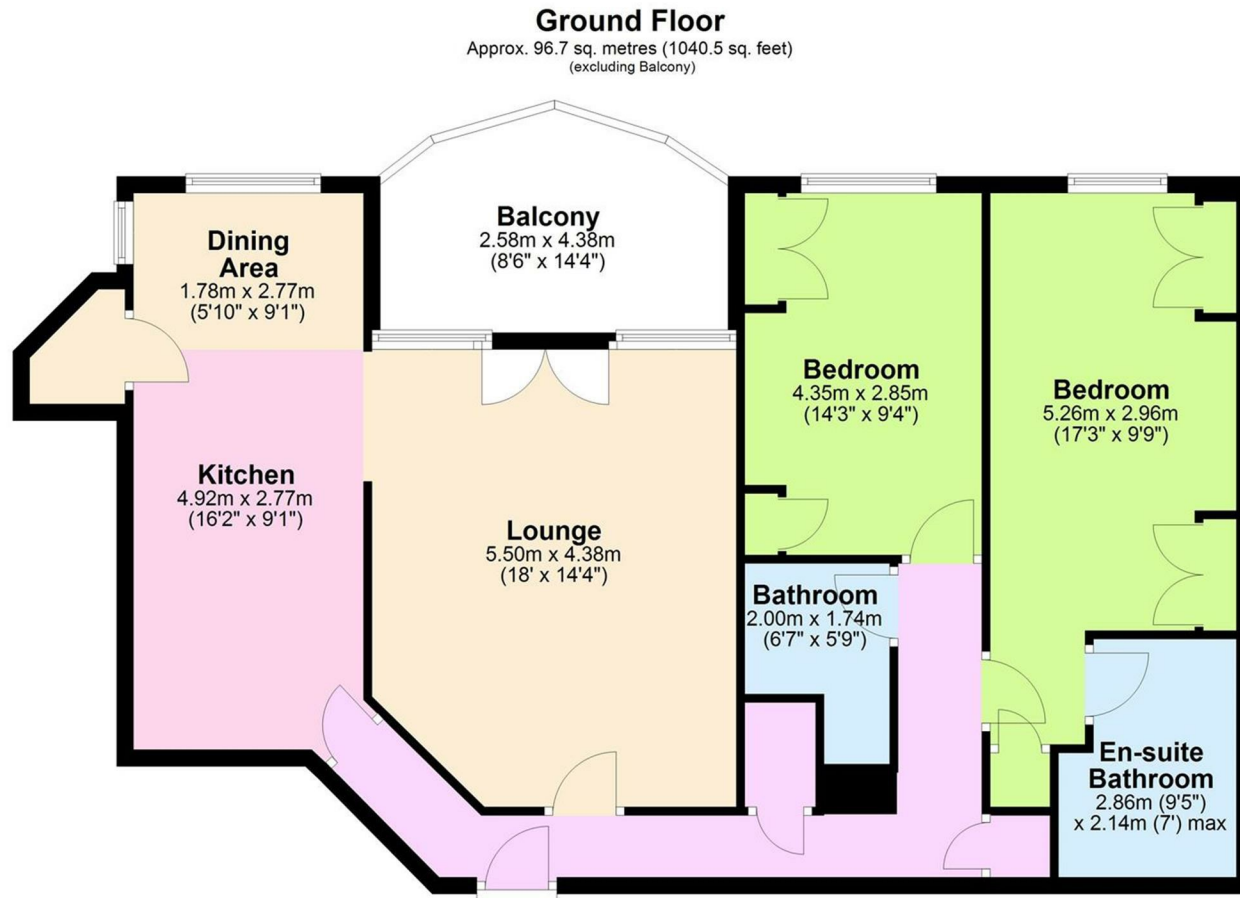 Ground Floor
Approx. 96.7 sq. metres (1040.5 sq. feet)
(excluding Balcony)
Balcony
2.58m x 4.38m
(8'6" x 14'4")
Dining
Area
1.78m x 2.77m
(5'10" x 9'1")
Bedroom
4.35m x 2.85m
(14'3" x 9'4")
Bedroom
5.26m x 2.96m
(17'3" x 9'9")
Kitchen
4.92m x 2.77m
(16'2" x 9'1")
Lounge
5.50m x 4.38m
(18' x 14'4")
Bathroom
2.00m x 1.74m
(6'7" x 5'9")
En-suite
Bathroom
2.86m (9'5")
x 2.14m (7') max